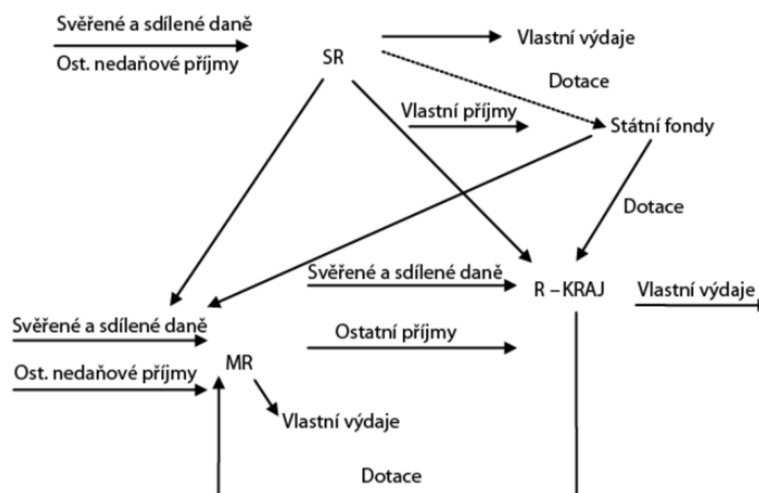 Svěřené a sdílené daně
Ost. nedaňové příjmy
SR
Vlastní výdaje
Dotace
Vlastní příjmy
Státní fondy
Dotace
Svěřené a sdílené daně
R – KRAJ
Vlastní výdaje
Svěřené a sdílené daně
Ostatní příjmy
Ost. nedaňové příjmy
MR
Vlastní výdaje
Dotace